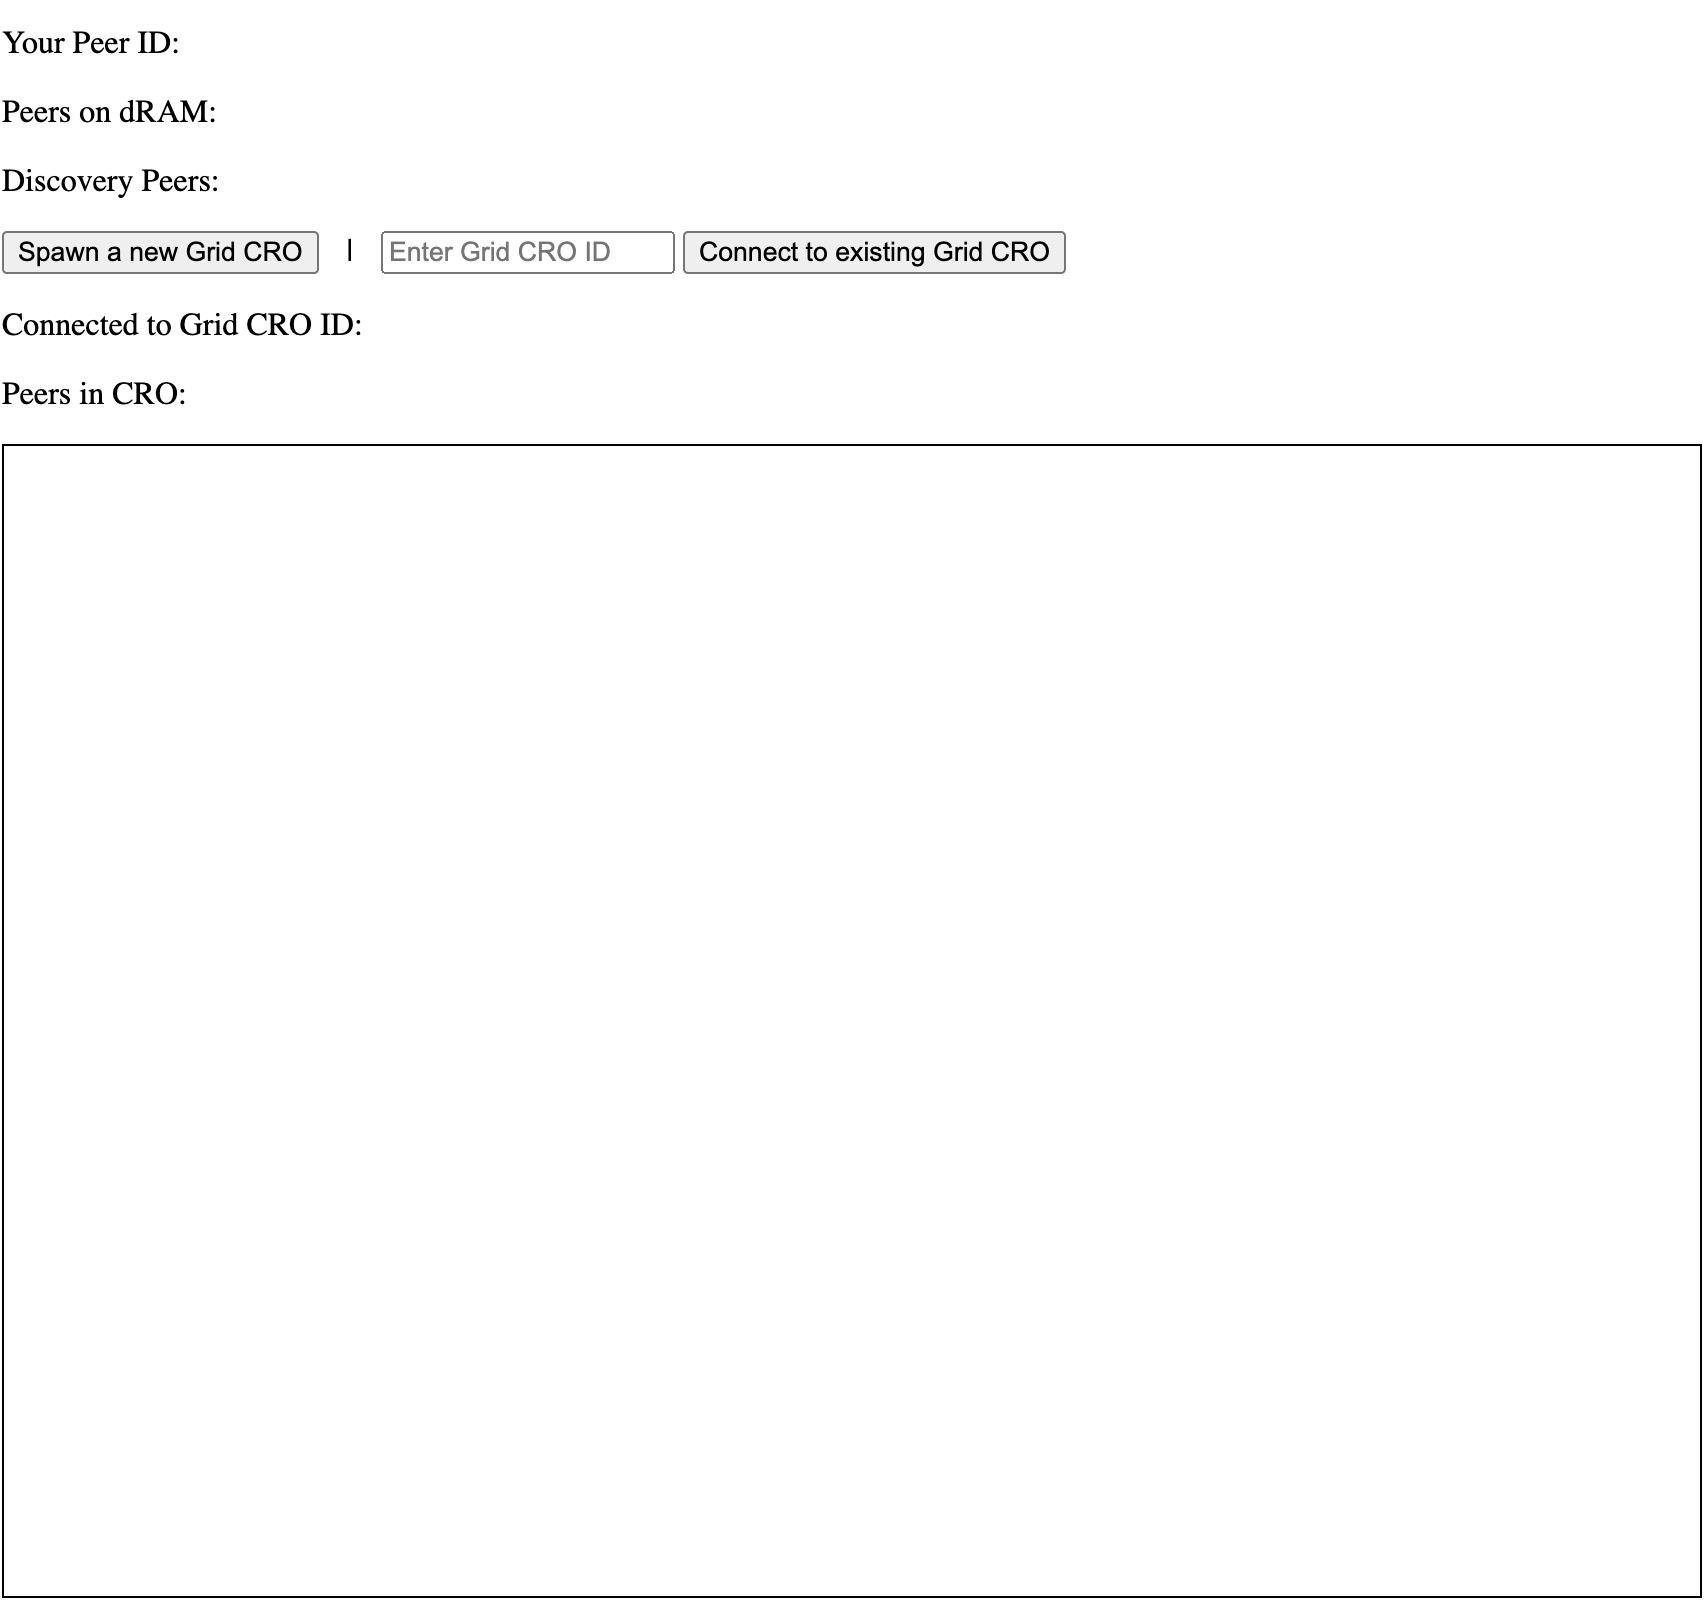 Your Peer ID:
Peers on dRAM:
Discovery Peers:
Spawn a new Grid CRO | Enter Grid CRO ID Connect to existing Grid CRO
Connected to Grid CRO ID:
Peers in CRO: